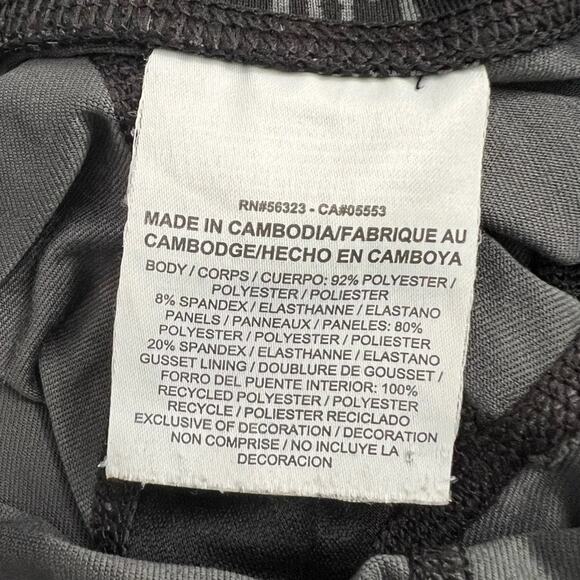 RN#56323 - CA#05553
MADE IN CAMBODIA/FABRIQUE AU
CAMBODGE/HECHO EN CAMBOYA
BODY / CORPS / CUERPO: 92% POLYESTER /
POLYESTER / POLIESTER
8% SPANDEX / ELASTHANNE / ELASTANO
PANELS / PANNEAUX / PANELES: 80%
POLYESTER / POLYESTER / POLIESTER
20% SPANDEX / ELASTHANNE / ELASTANO
GUSSET LINING / DOUBLURE DE GOUSSET /
FORRO DEL PUENTE INTERIOR: 100%
RECYCLED POLYESTER / POLYESTER
RECYCLE / POLIESTER RECICLADO
EXCLUSIVE OF DECORATION / DECORATION
NON COMPRISE / NO INCLUYE LA
DECORACION